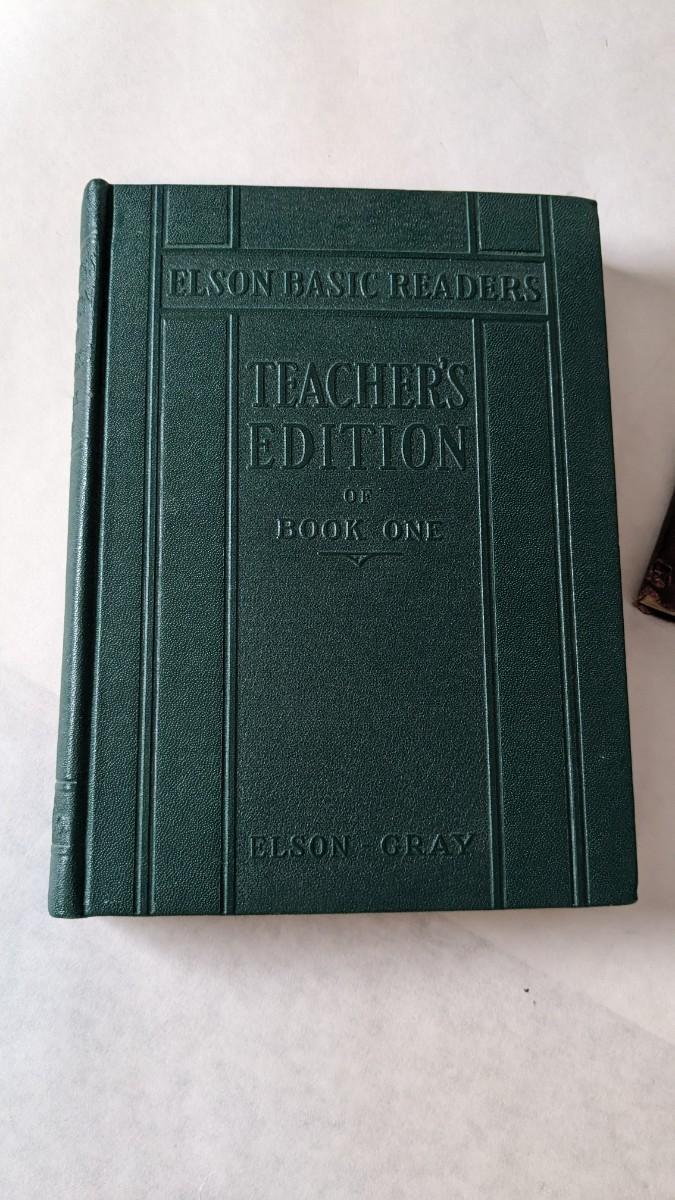 ELSON BASIC READERS
TEACHER'S
EDITION
OF
BOOK ONE
ELSON - GRAY